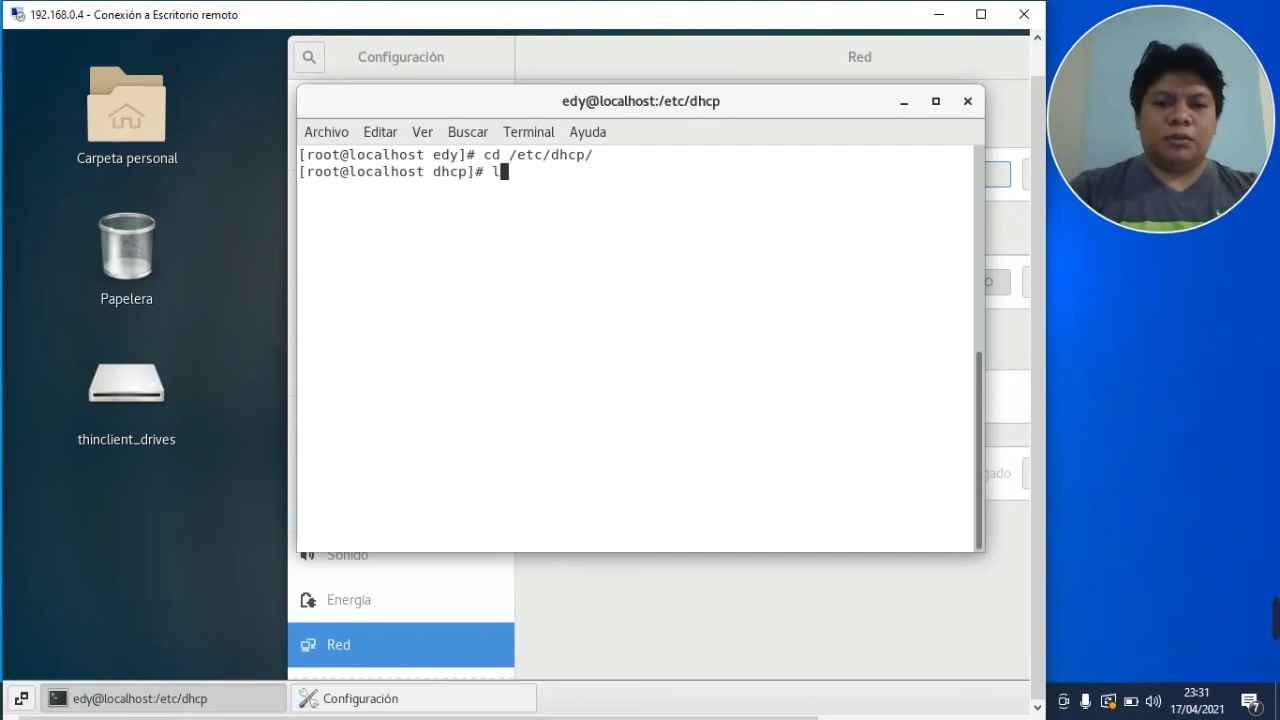 192.168.0.4 - Conexión a Escritorio remoto
Configuración
Red
edy@localhost:/etc/dhcp
Archivo Editar Ver Buscar Terminal Ayuda
[root@localhost edy]# cd /etc/dhcp/
[root@localhost dhcp]# l
Carpeta personal
Papelera
thinclient_drives
gado
Sonido
Energía
Red
edy@localhost:/etc/dhcp
Configuración
23:31
17/04/2021
7